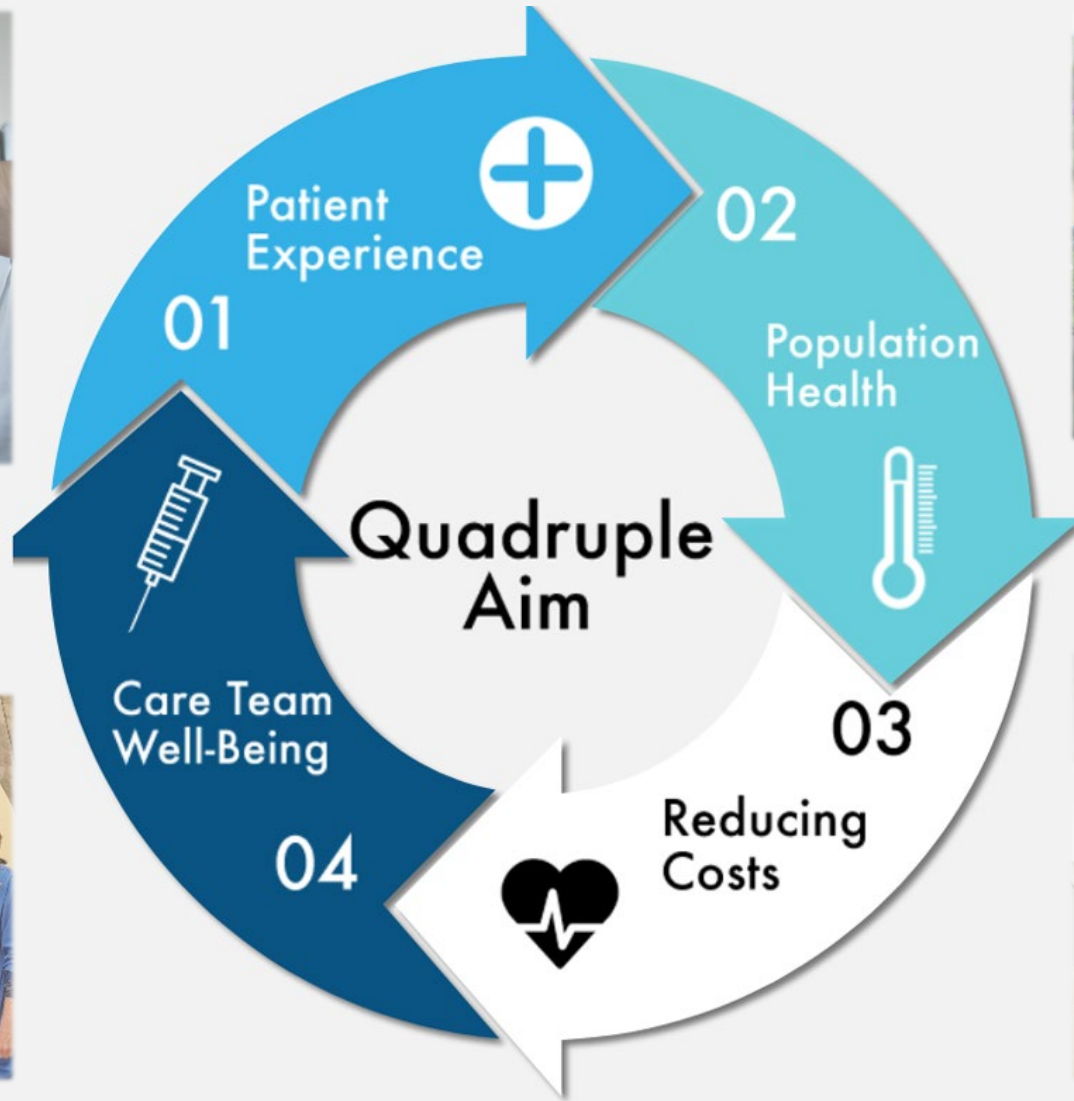 01
Patient
Experience
02
Population
Health
03
Reducing
Costs
04
Care Team
Well-Being
Quadruple
Aim